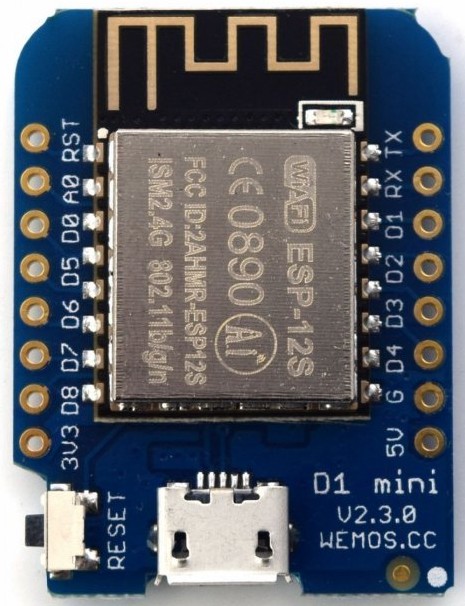 RST
A0
D0
D5
D6
D7
D8
3V3
TX
RX
D1
D2
D3
D4
G
5V
WiAFi ESP-12S
CE 0890 Ai
FCC ID:2AHMR-ESP12S
ISM2.4G 802.11b/g/n
RESET
D1 mini
V2.3.0
WEMOS.CC